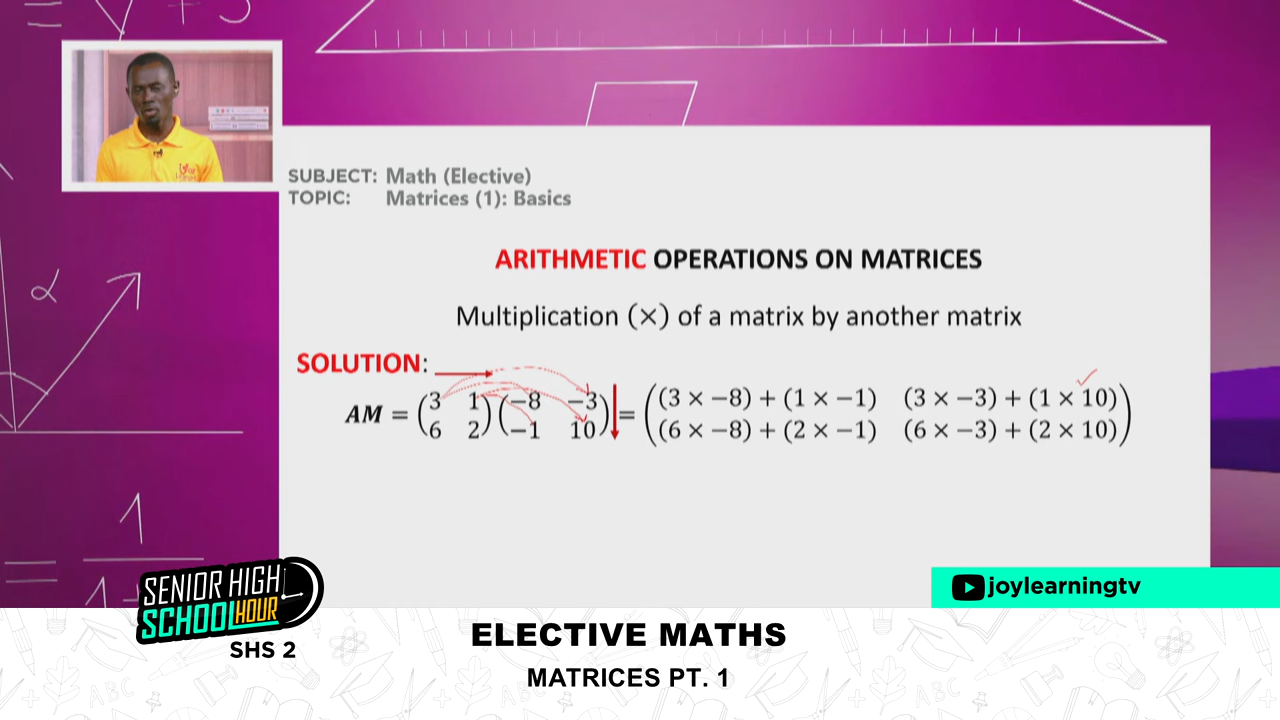 SUBJECT: Math (Elective)
TOPIC: Matrices (1): Basics
ARITHMETIC OPERATIONS ON MATRICES
Multiplication (×) of a matrix by another matrix
SOLUTION:
AM = (3 1) (−8 −3) = ((3 × −8) + (1 × −1) (3 × −3) + (1 × 10))
(6 2) (−1 10) ((6 × −8) + (2 × −1) (6 × −3) + (2 × 10))
α
1
SENIOR HIGH
SCHOOL HOUR
SHS 2
joylearningtv
ELECTIVE MATHS
MATRICES PT. 1